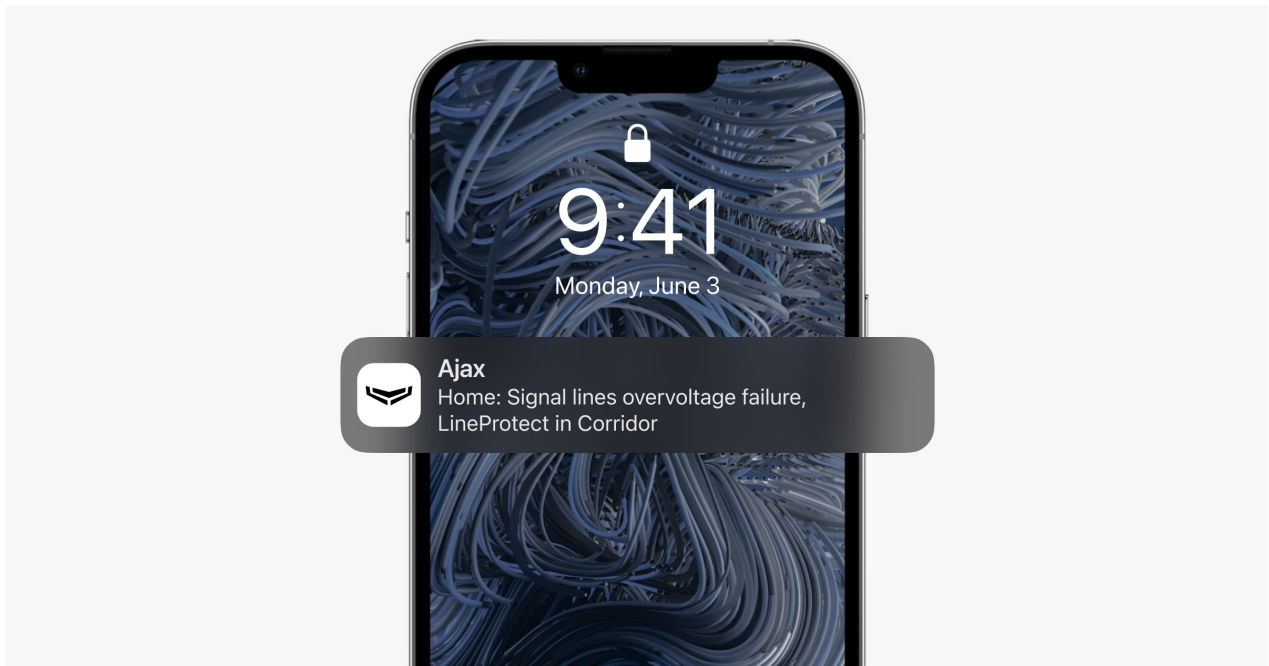 9:41
Monday, June 3
Ajax
Home: Signal lines overvoltage failure,
LineProtect in Corridor